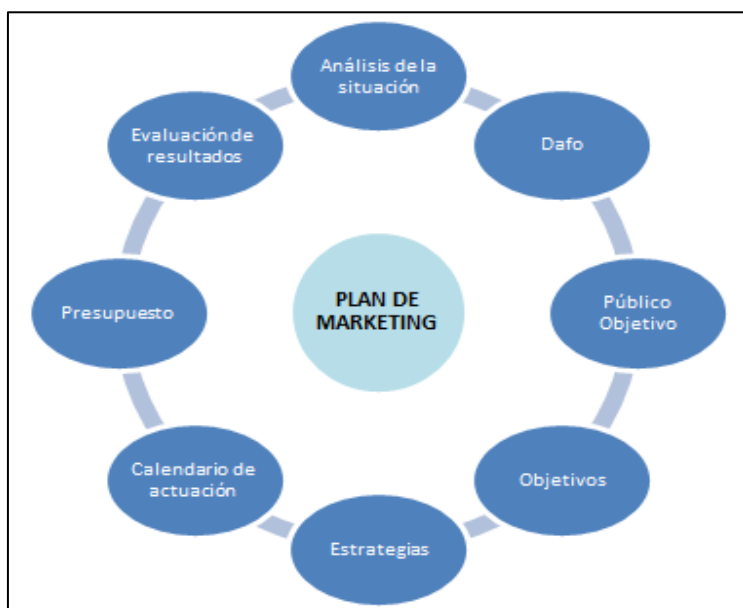 Análisis de la
situación
Dafo
Público
Objetivo
Objetivos
Estrategias
Calendario de
actuación
Presupuesto
Evaluación de
resultados
PLAN DE
MARKETING